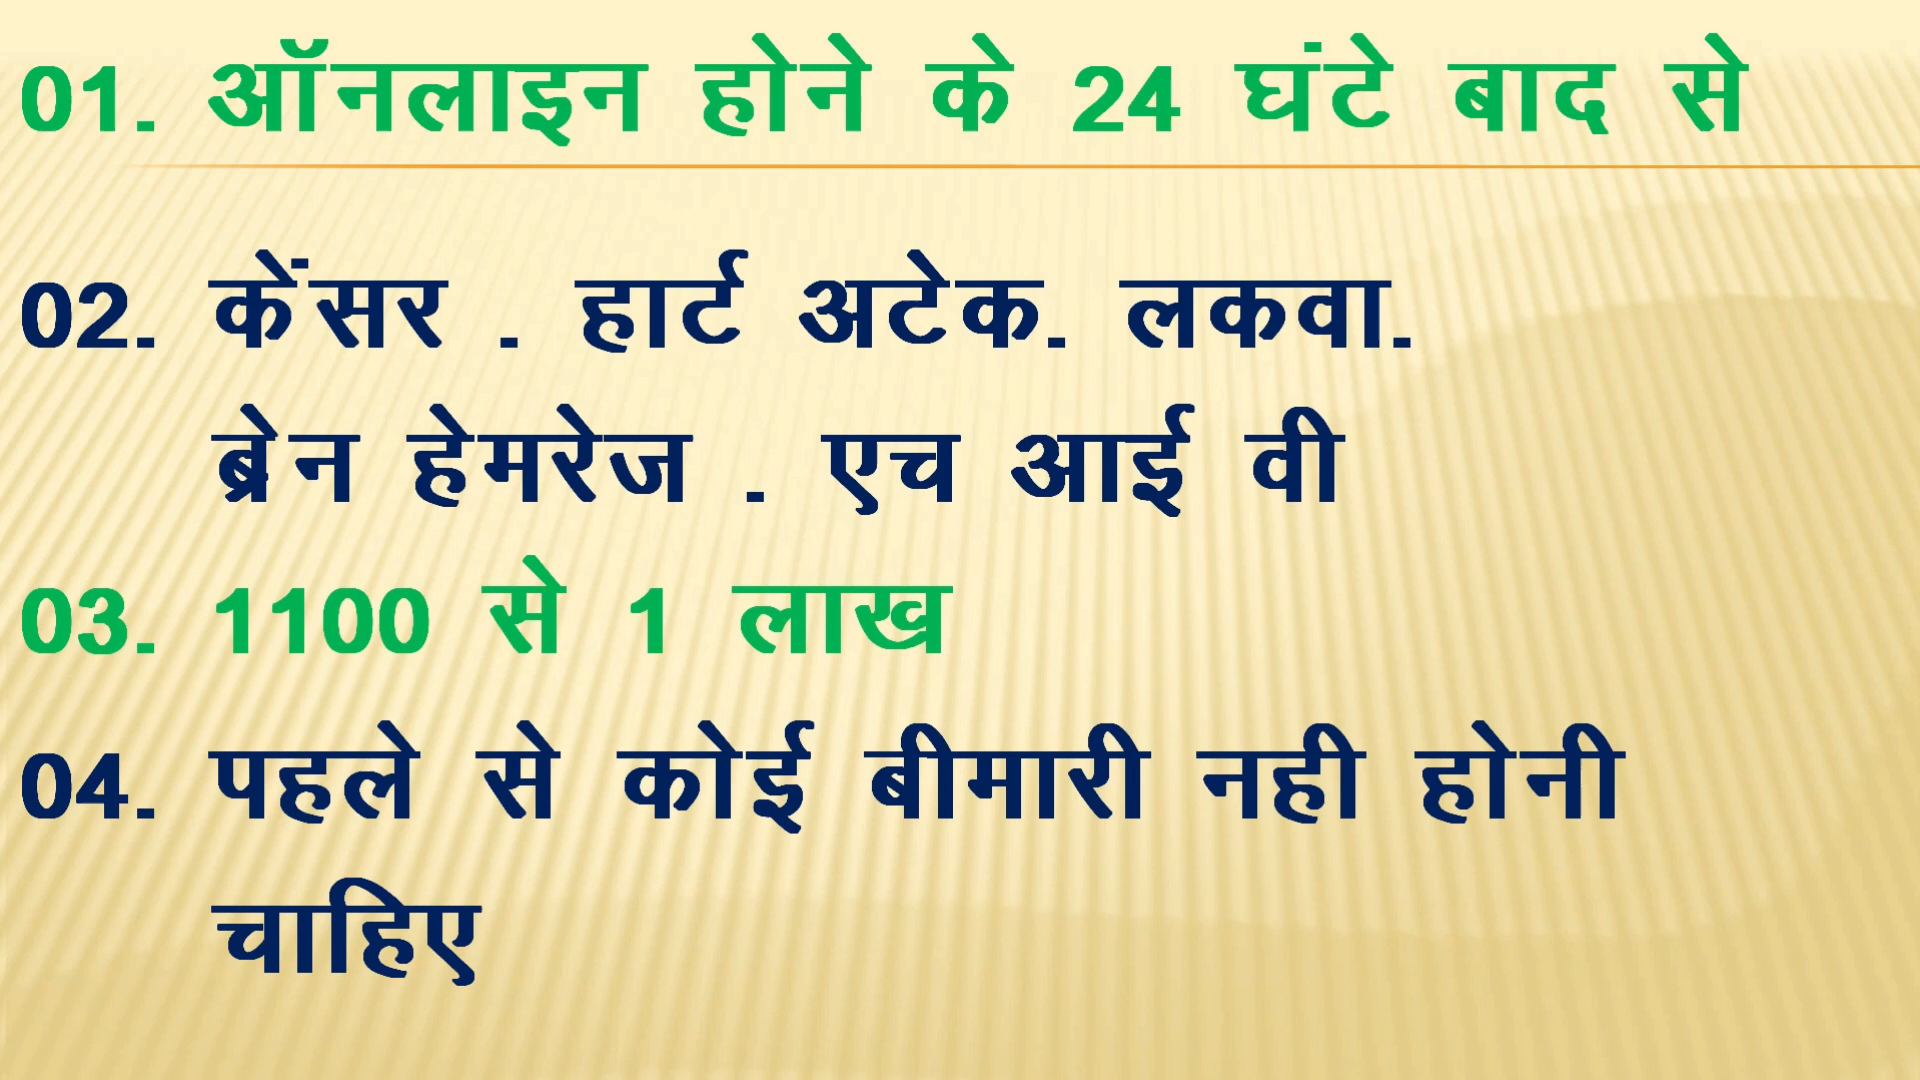 01. ऑनलाइन होने के 24 घंटे बाद से
02. केंसर . हार्ट अटेक. लकवा.
ब्रेन हेमरेज . एच आई वी
03. 1100 से 1 लाख
04. पहले से कोई बीमारी नही होनी
चाहिए